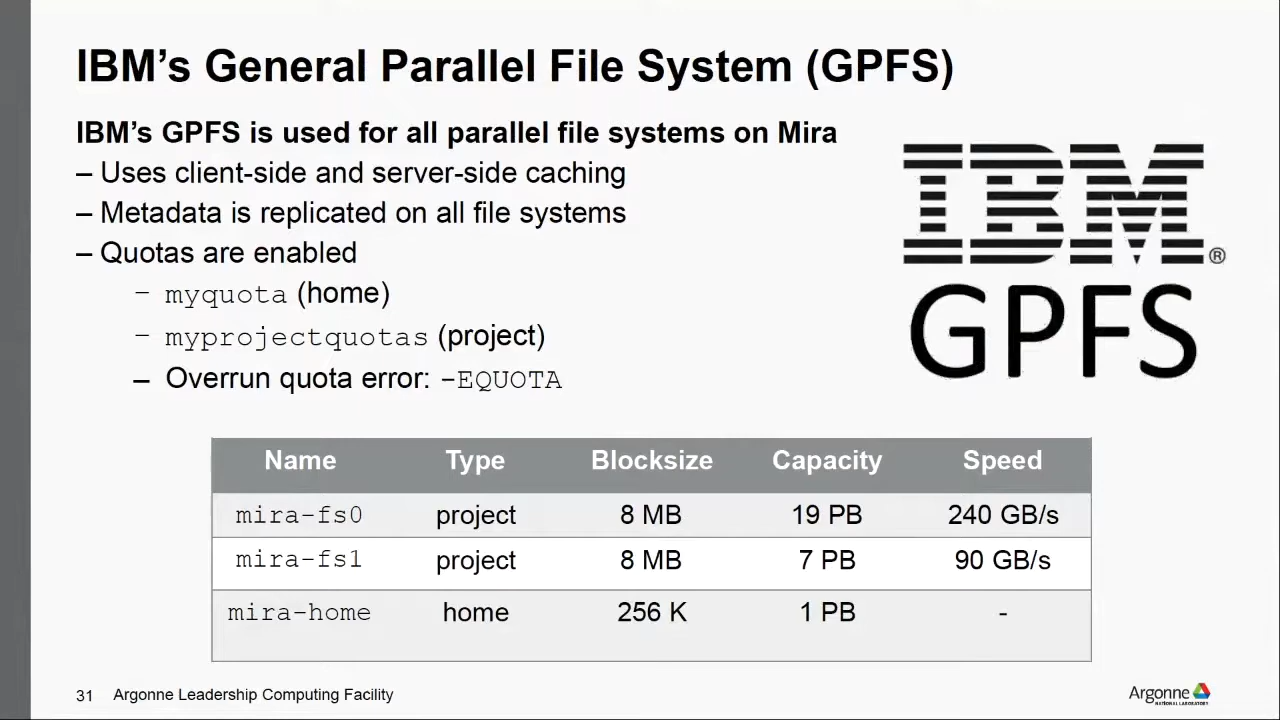 IBM's General Parallel File System (GPFS)
IBM's GPFS is used for all parallel file systems on Mira
– Uses client-side and server-side caching
– Metadata is replicated on all file systems
– Quotas are enabled
– myquota (home)
– myprojectquotas (project)
– Overrun quota error: -EQUOTA
IBM®
GPFS
Name Type Blocksize Capacity Speed
mira-fs0 project 8 MB 19 PB 240 GB/s
mira-fs1 project 8 MB 7 PB 90 GB/s
mira-home home 256 K 1 PB -
31 Argonne Leadership Computing Facility
Argonne
NATIONAL LABORATORY